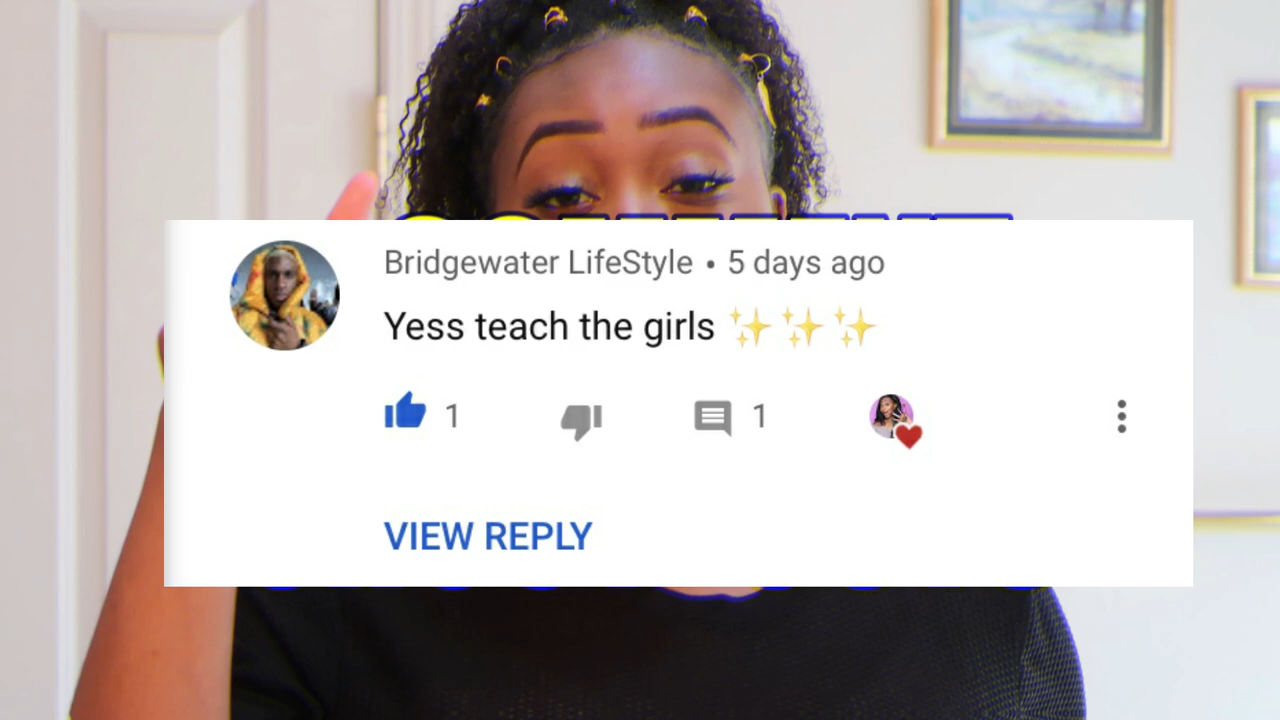 Bridgewater LifeStyle • 5 days ago
Yess teach the girls ✨✨✨
1 1
VIEW REPLY